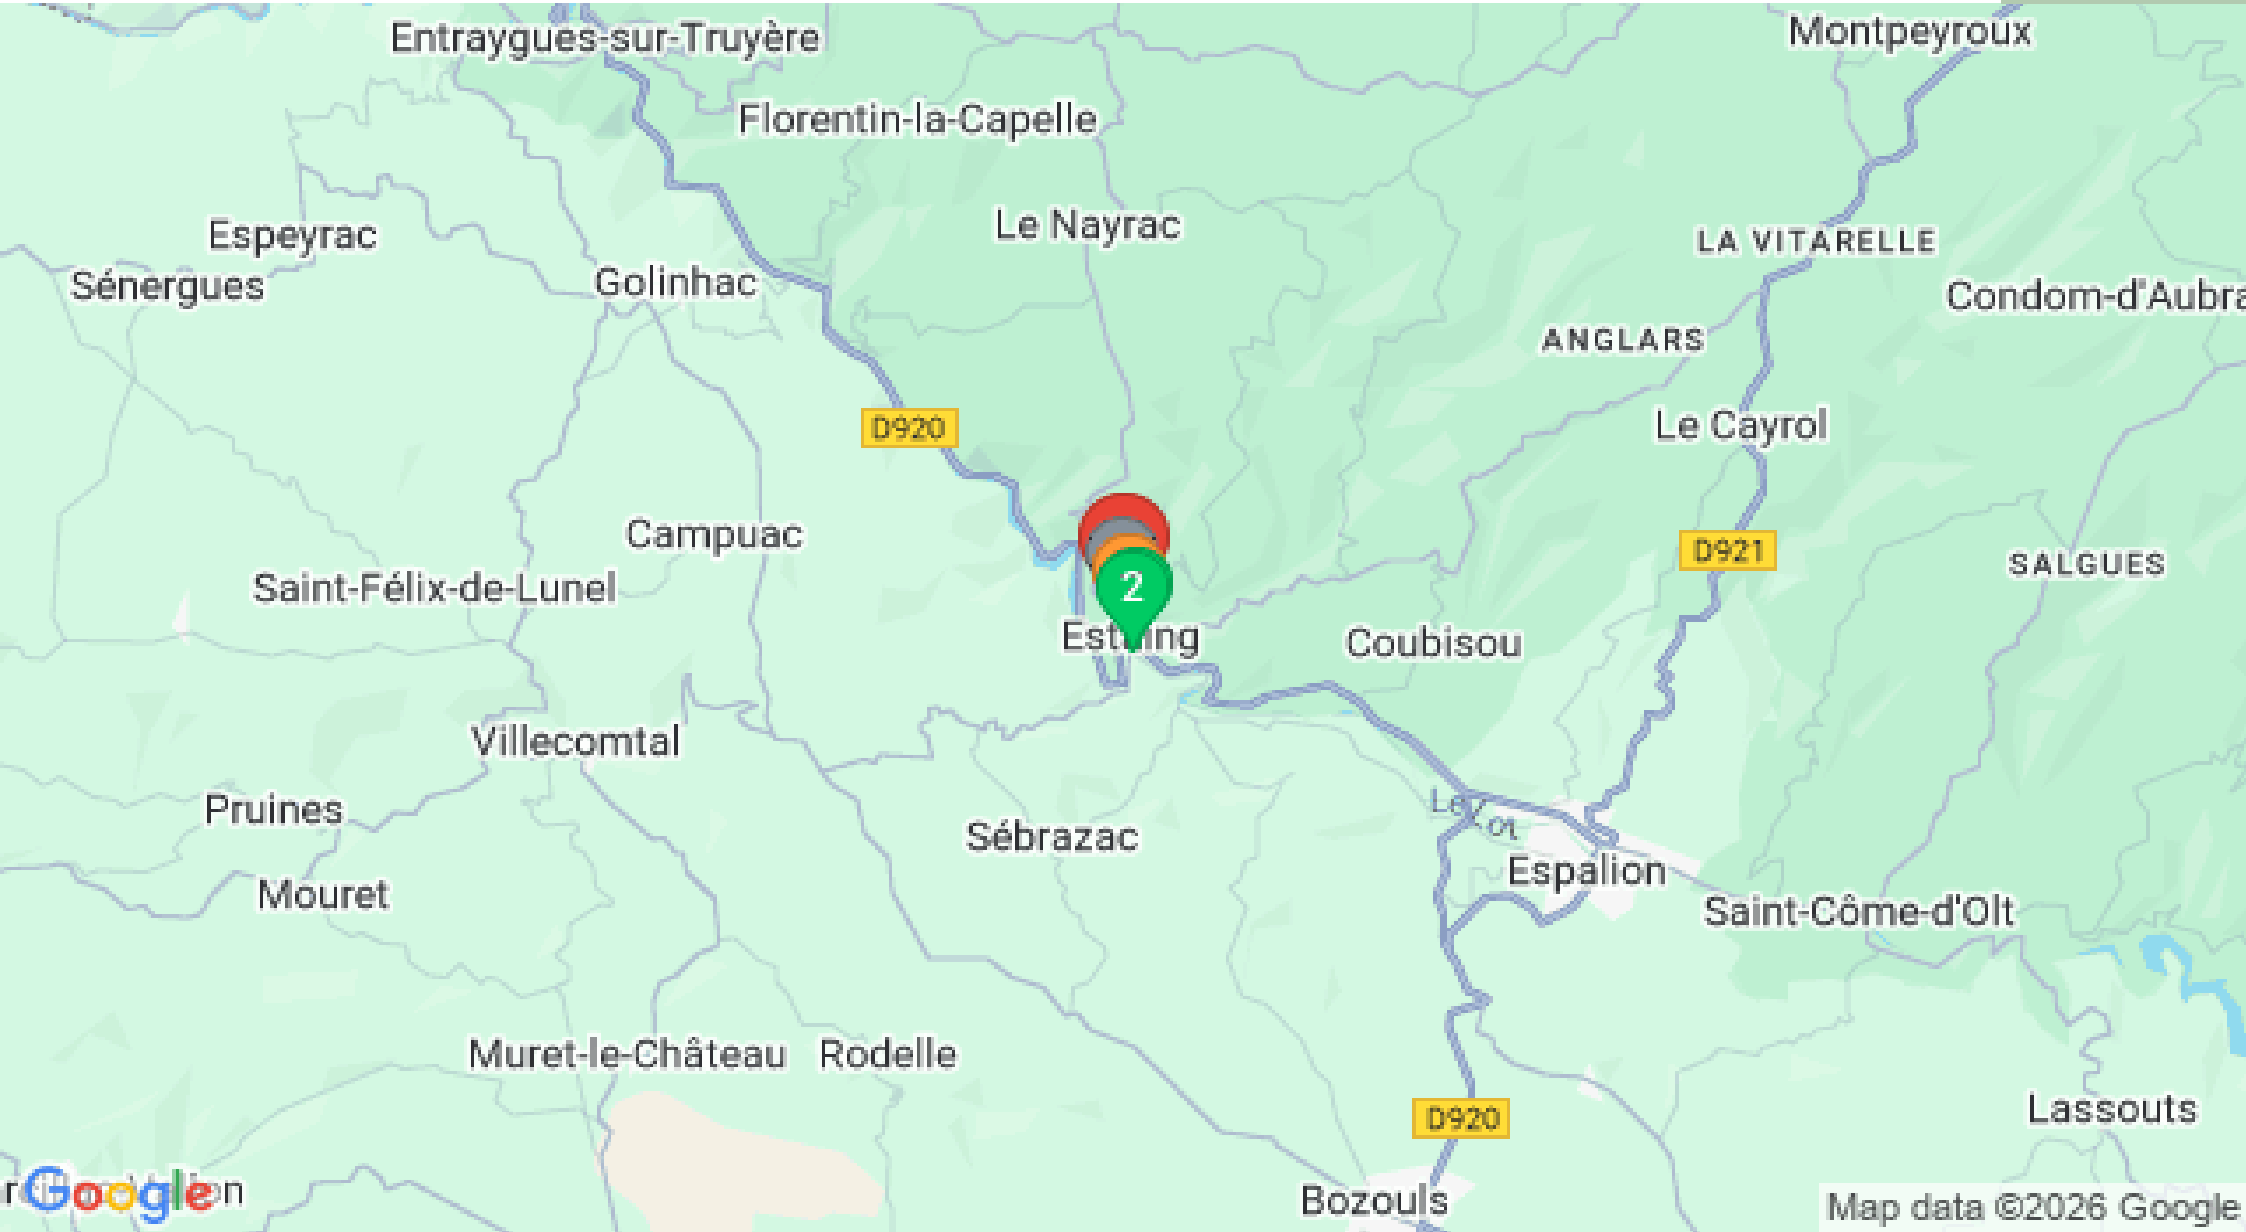 Entraygues-sur-Truyère
Montpeyroux
Florentin-la-Capelle
Le Nayrac
Espeyrac
LA VITARELLE
Sénergues
Golinhac
Condom-d'Aubra
ANGLARS
D920
Le Cayrol
Campuac
D921
SALGUES
Saint-Félix-de-Lunel
2
Coubisou
Villecomtal
Le Lot
Pruines
Sébrazac
Espalion
Mouret
Saint-Côme-d'Olt
Muret-le-Château
Rodelle
Lassouts
D920
Google
Bozouls
Map data ©2026 Google